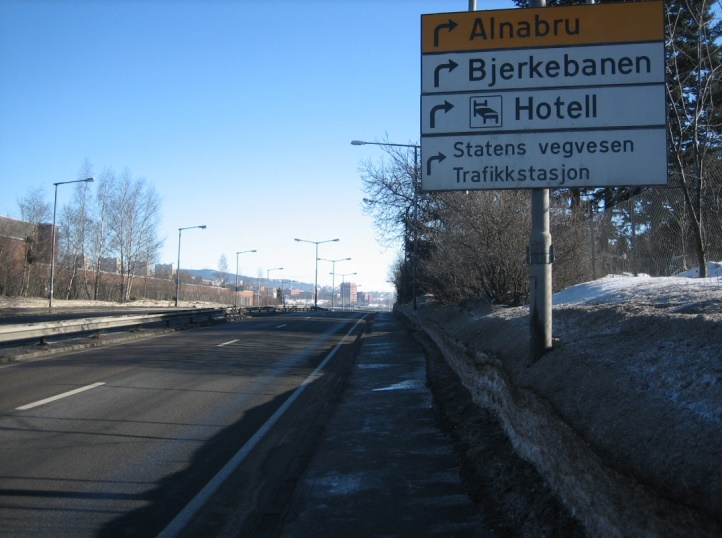 Alnabru
Bjerkebanen
Hotell
Statens vegvesen
Trafikkstasjon